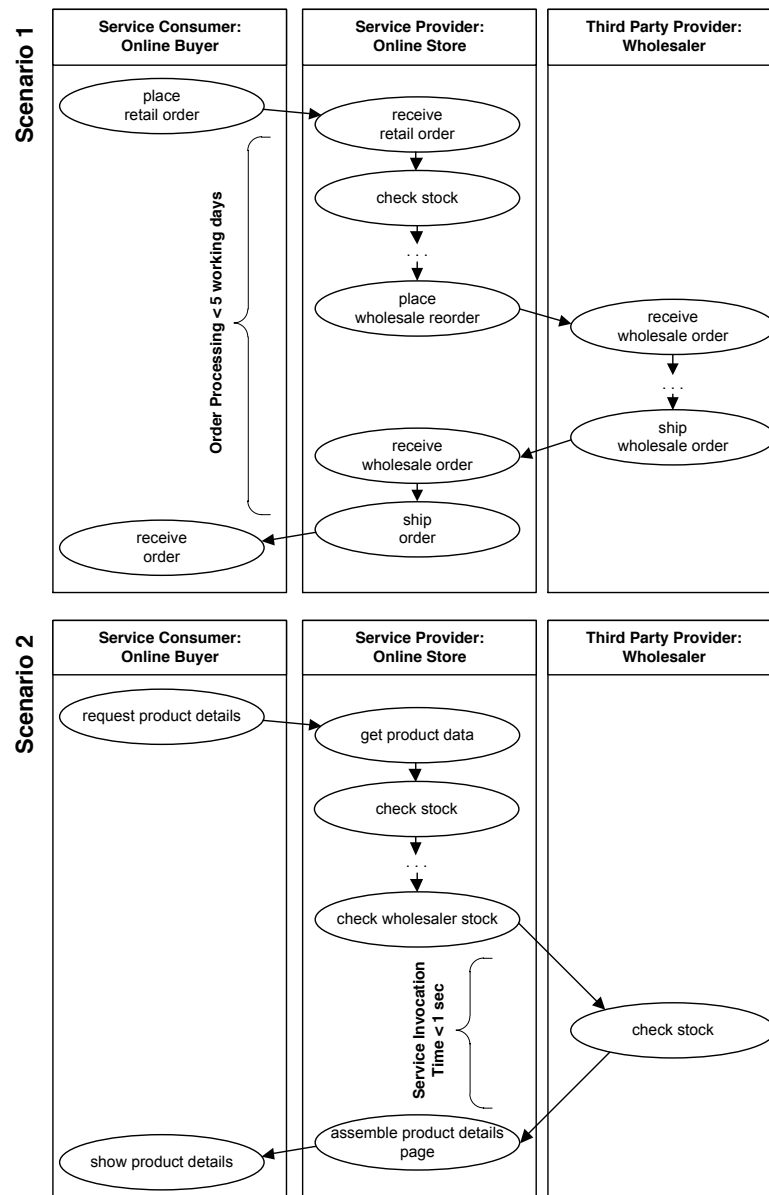 Scenario 1
Service Consumer:
Online Buyer
Service Provider:
Online Store
Third Party Provider:
Wholesaler
place
retail order
receive
retail order
check stock
. . .
place
wholesale reorder
receive
wholesale order
. . .
ship
wholesale order
Order Processing < 5 working days
receive
wholesale order
ship
order
receive
order
Scenario 2
Service Consumer:
Online Buyer
Service Provider:
Online Store
Third Party Provider:
Wholesaler
request product details
get product data
check stock
. . .
check wholesaler stock
Service Invocation
Time < 1 sec
check stock
assemble product details
page
show product details